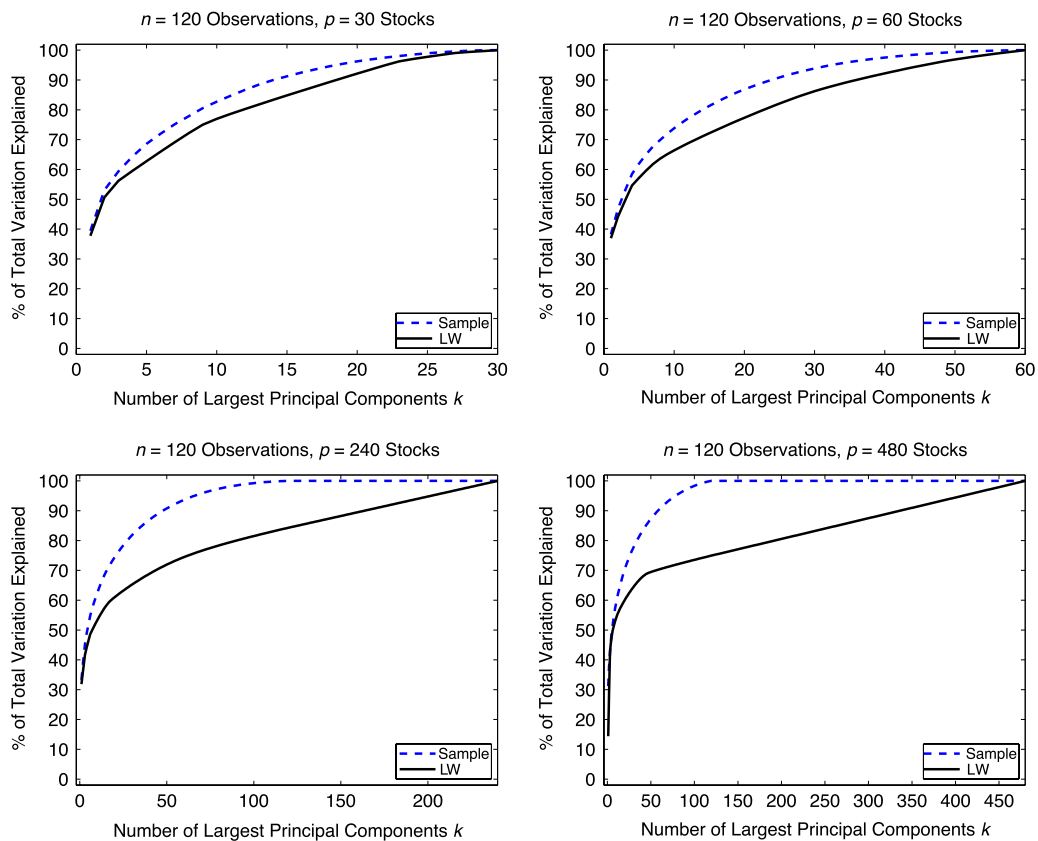 n = 120 Observations, p = 30 Stocks
% of Total Variation Explained
100
90
80
70
60
50
40
30
20
10
0
Sample
LW
0 5 10 15 20 25 30
Number of Largest Principal Components k
n = 120 Observations, p = 60 Stocks
% of Total Variation Explained
100
90
80
70
60
50
40
30
20
10
0
Sample
LW
0 10 20 30 40 50 60
Number of Largest Principal Components k
n = 120 Observations, p = 240 Stocks
% of Total Variation Explained
100
90
80
70
60
50
40
30
20
10
0
Sample
LW
0 50 100 150 200
Number of Largest Principal Components k
n = 120 Observations, p = 480 Stocks
% of Total Variation Explained
100
90
80
70
60
50
40
30
20
10
0
Sample
LW
0 50 100 150 200 250 300 350 400 450
Number of Largest Principal Components k